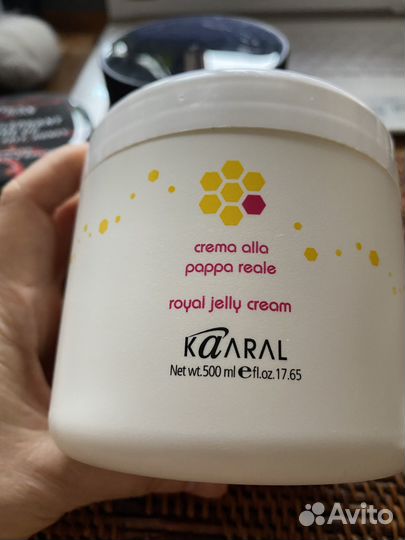 crema alla
pappa reale
royal jelly cream
KAARAL
Net wt.500 ml e fl.oz.17.65
Avito